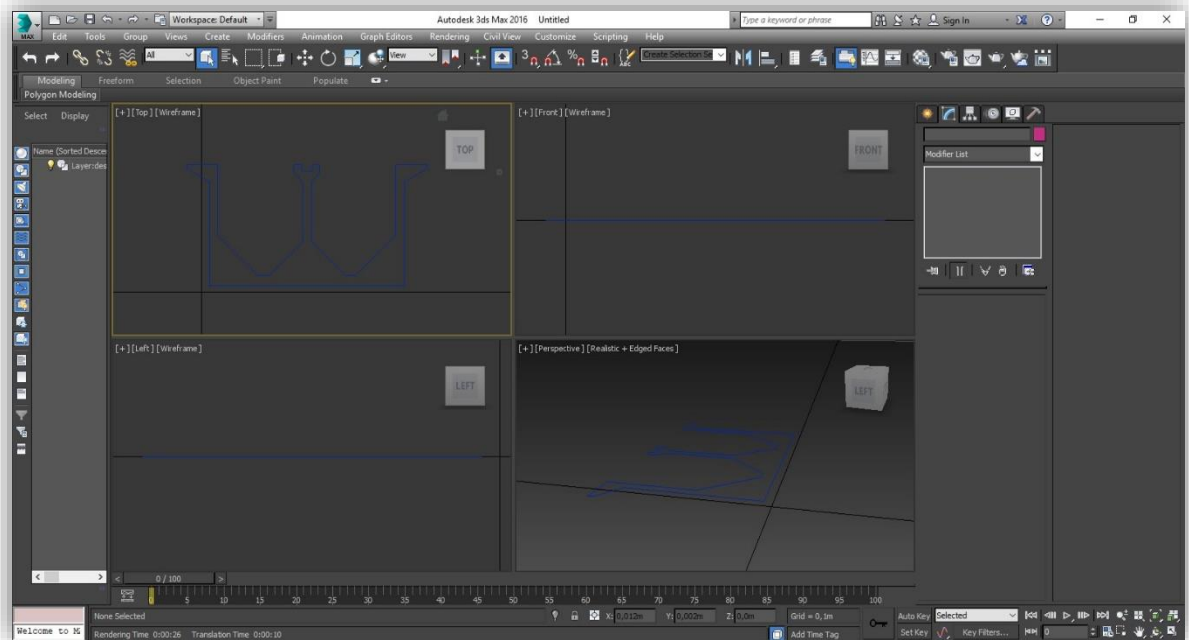 Workspace: Default
Autodesk 3ds Max 2016 Untitled
Type a keyword or phrase
Sign In
MAX
Edit Tools Group Views Create Modifiers Animation Graph Editors Rendering Civil View Customize Scripting Help
All
View
Create Selection Se
Modeling Freeform Selection Object Paint Populate
Polygon Modeling
Select Display
[+][Top][Wireframe]
TOP
[+][Front][Wireframe]
FRONT
Name (Sorted Descen
Layer:des
Modifier List
[+][Left][Wireframe]
LEFT
[+][Perspective][Realistic + Edged Faces]
LEFT
0 / 100
0 5 10 15 20 25 30 35 40 45 50 55 60 65 70 75 80 85 90 95 100
None Selected
X: 0,012m Y: 0,002m Z: 0,0m
Grid = 0,1m
Auto Key
Selected
Welcome to M
Rendering Time 0:00:26 Translation Time 0:00:10
Add Time Tag
Set Key
Key Filters...
0